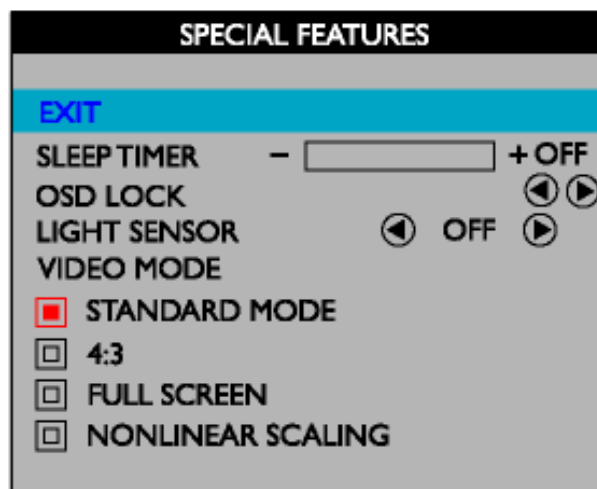 SPECIAL FEATURES
EXIT
SLEEP TIMER - + OFF
OSD LOCK
LIGHT SENSOR OFF
VIDEO MODE
STANDARD MODE
4:3
FULL SCREEN
NONLINEAR SCALING